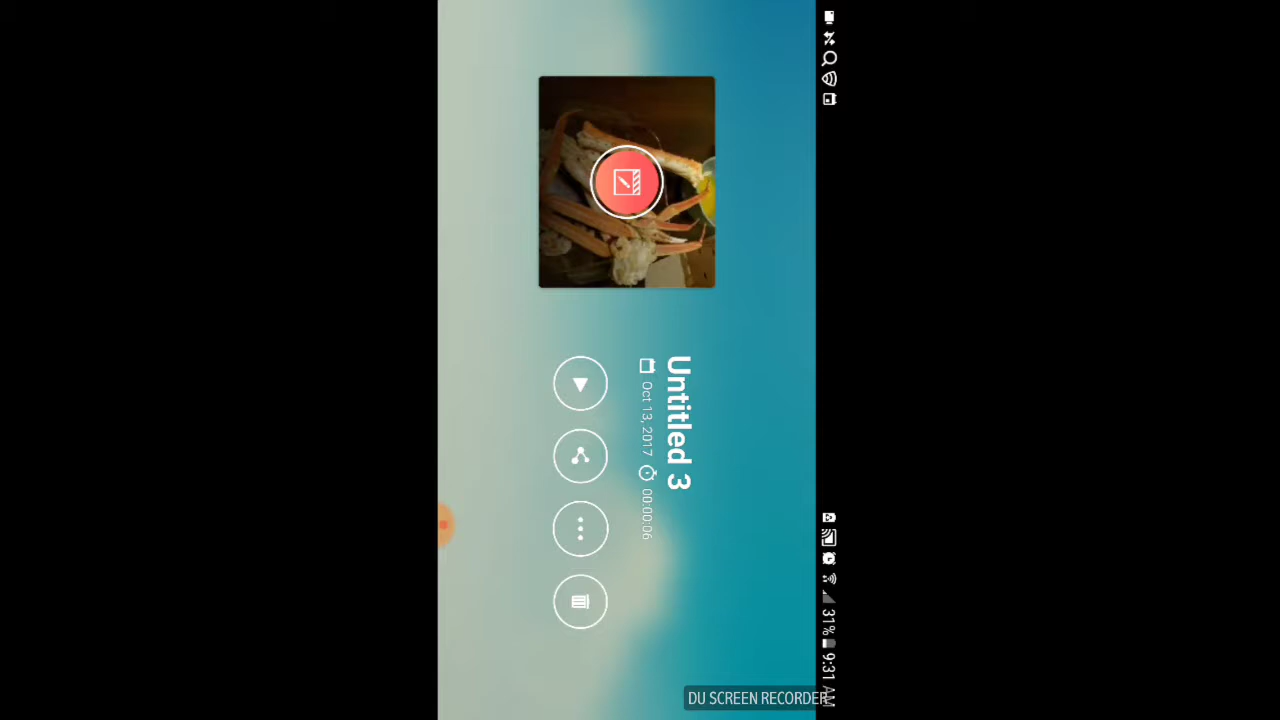 31% 9:31 AM
Untitled 3
Oct 13, 2017 00:00:06
DU SCREEN RECORDER